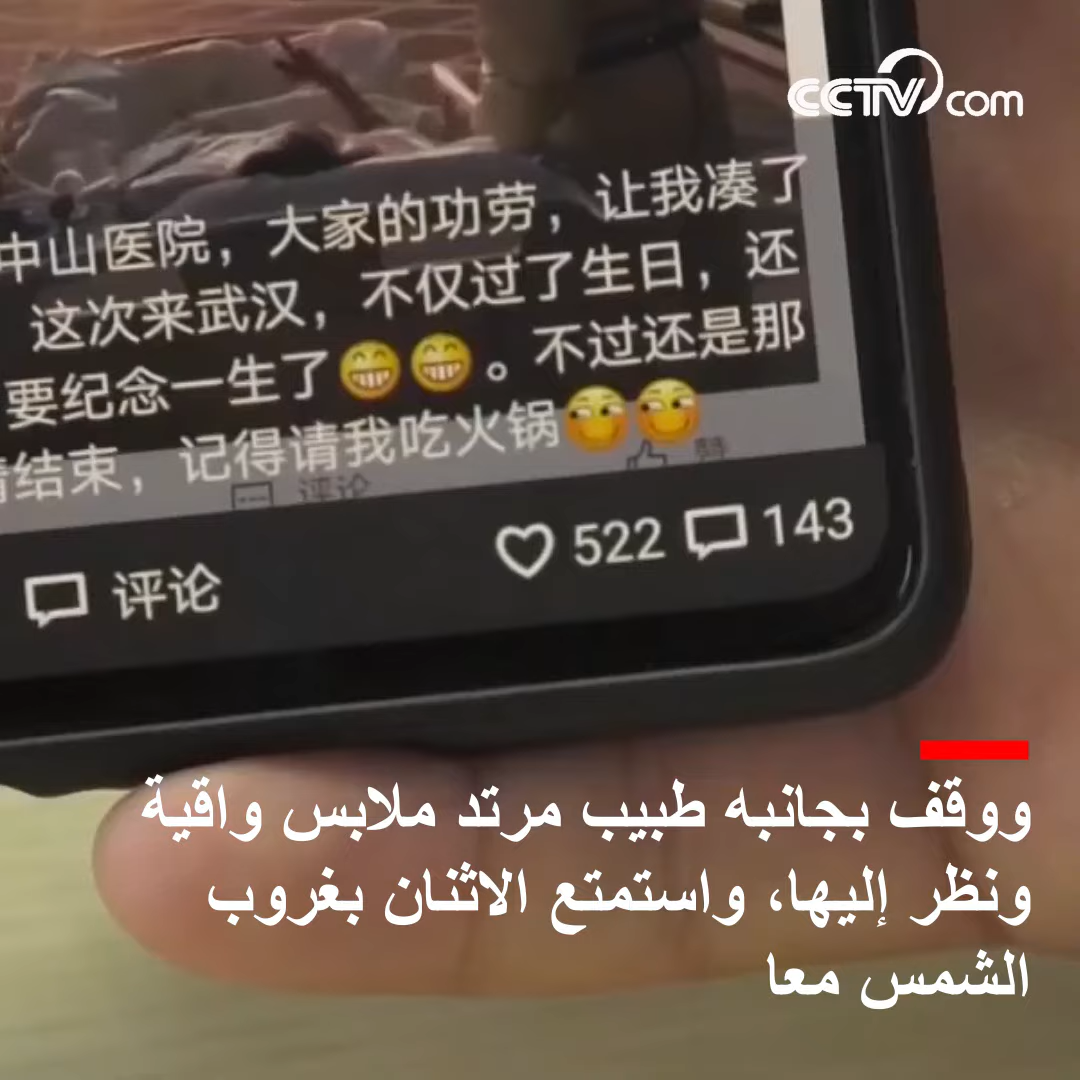 CCTV.com
中山医院，大家的功劳，让我凑了
这次来武汉，不仅过了生日，还
要纪念一生了😁😁。不过还是那
结束，记得请我吃火锅
评论 赞
评论 522 143
ووقف بجانبه طبيب مرتد ملابس واقية
ونظر إليها، واستمتع الاثنان بغروب
الشمس معا